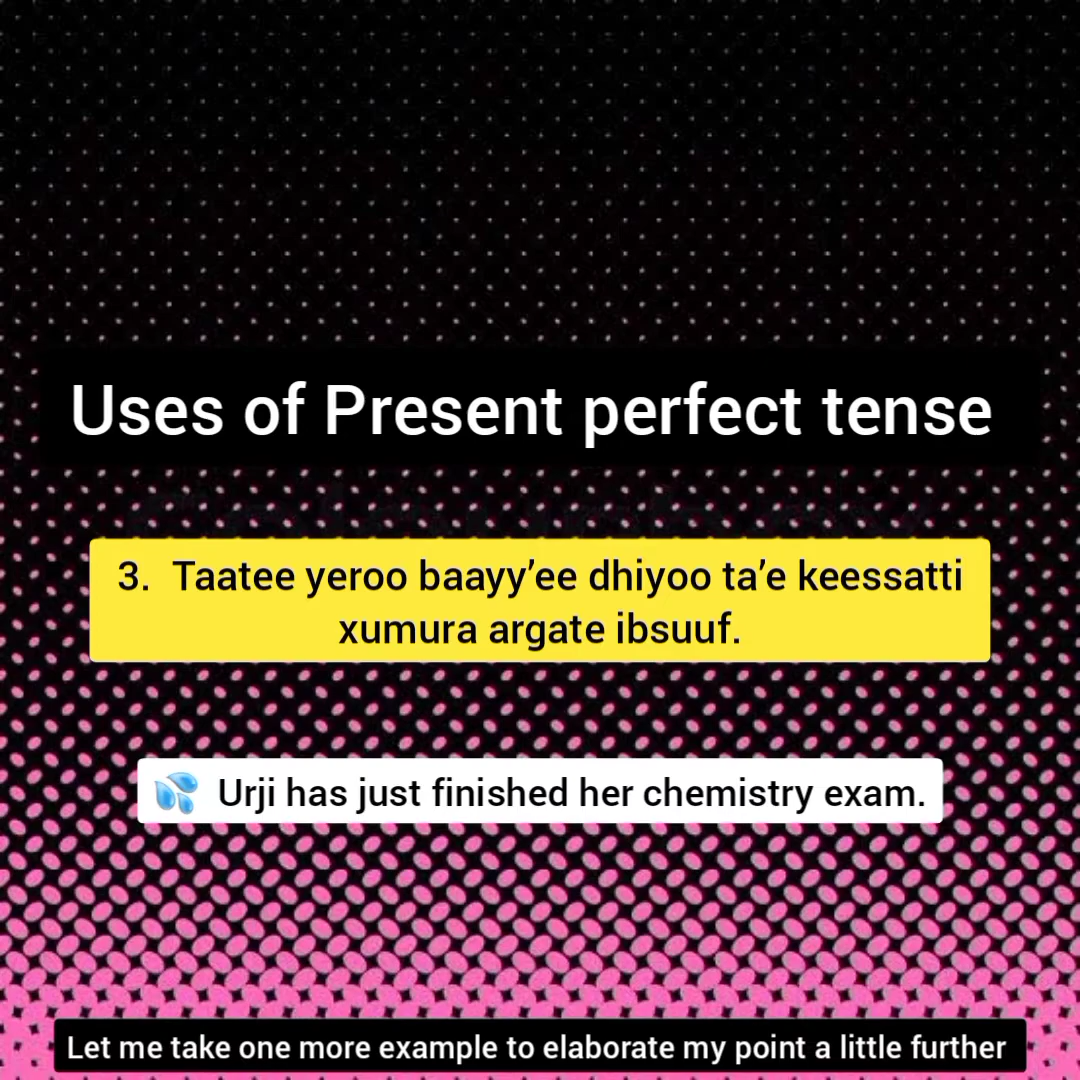 Uses of Present perfect tense
3. Taatee yeroo baayy’ee dhiyoo ta’e keessatti
xumura argate ibsuuf.
💦 Urji has just finished her chemistry exam.
Let me take one more example to elaborate my point a little further